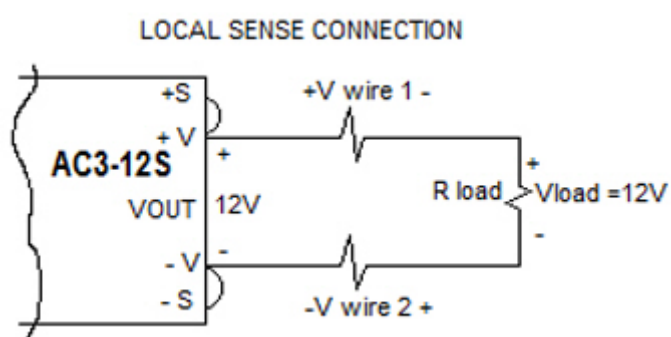 LOCAL SENSE CONNECTION
+S
+V wire 1 -
+ V
+
AC3-12S
+
R load
Vload =12V
VOUT
12V
-
-
- V
- S
-V wire 2 +